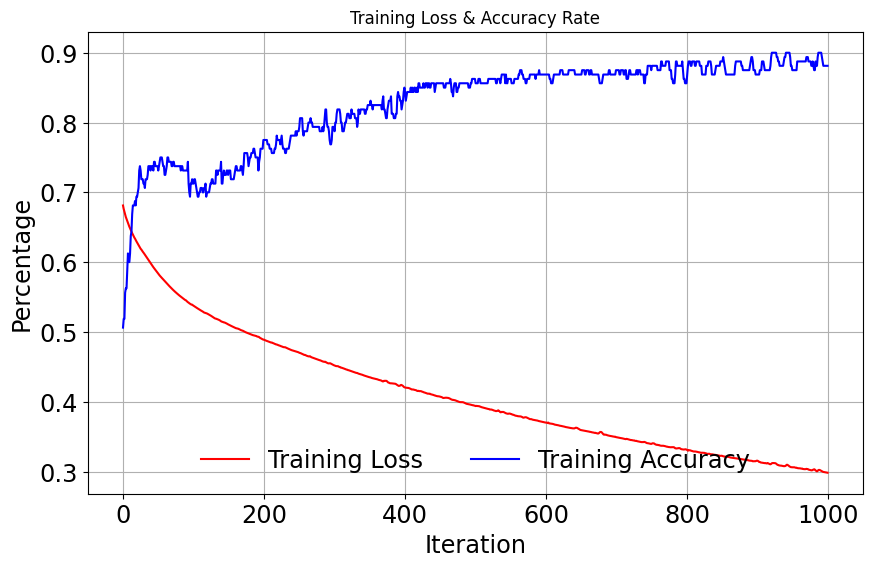 Training Loss & Accuracy Rate
0.9
0.8
0.7
0.6
0.5
0.4
0.3
Percentage
Training Loss
Training Accuracy
0
200
400
600
800
1000
Iteration